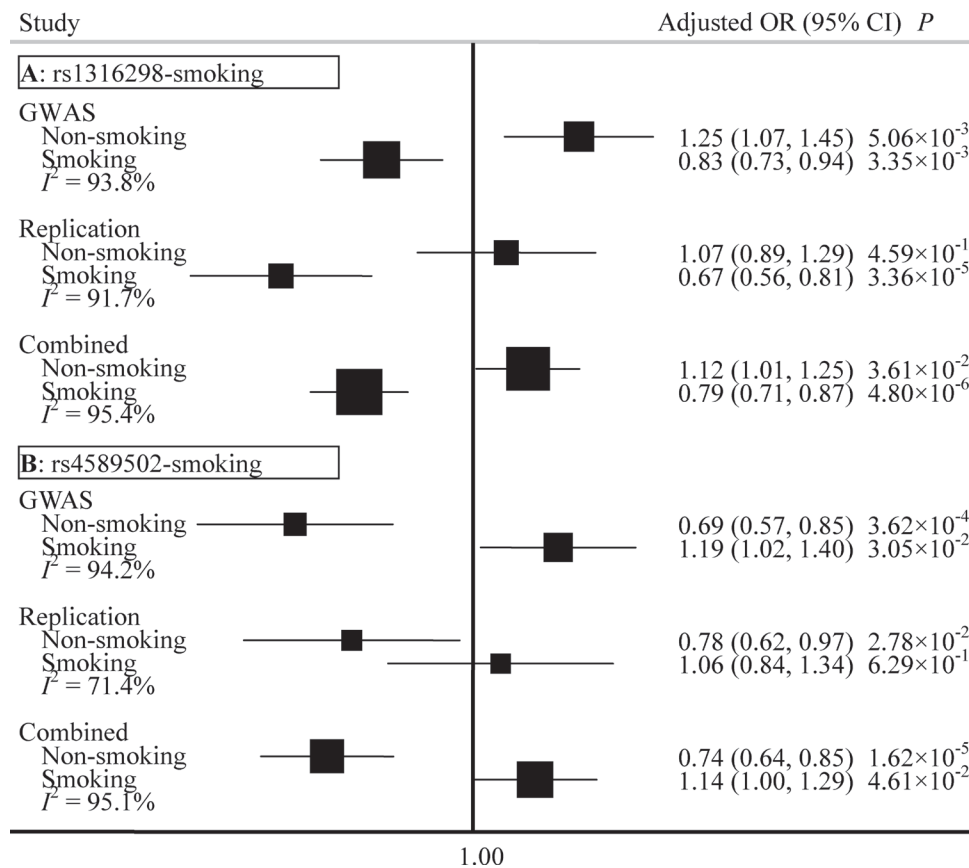 Study Adjusted OR (95% CI) P
A: rs1316298-smoking
GWAS
Non-smoking 1.25 (1.07, 1.45) 5.06×10⁻³
Smoking 0.83 (0.73, 0.94) 3.35×10⁻³
I² = 93.8%
Replication
Non-smoking 1.07 (0.89, 1.29) 4.59×10⁻¹
Smoking 0.67 (0.56, 0.81) 3.36×10⁻⁵
I² = 91.7%
Combined
Non-smoking 1.12 (1.01, 1.25) 3.61×10⁻²
Smoking 0.79 (0.71, 0.87) 4.80×10⁻⁶
I² = 95.4%
B: rs4589502-smoking
GWAS
Non-smoking 0.69 (0.57, 0.85) 3.62×10⁻⁴
Smoking 1.19 (1.02, 1.40) 3.05×10⁻²
I² = 94.2%
Replication
Non-smoking 0.78 (0.62, 0.97) 2.78×10⁻²
Smoking 1.06 (0.84, 1.34) 6.29×10⁻¹
I² = 71.4%
Combined
Non-smoking 0.74 (0.64, 0.85) 1.62×10⁻⁵
Smoking 1.14 (1.00, 1.29) 4.61×10⁻²
I² = 95.1%
1.00